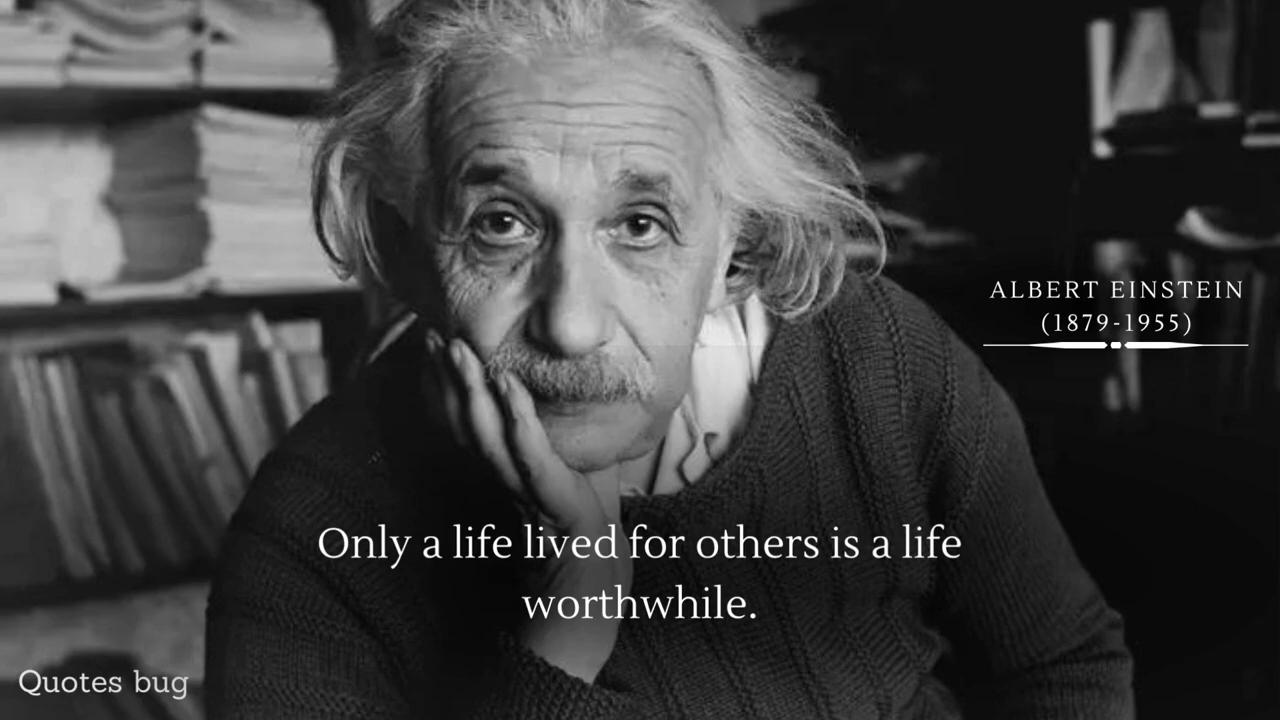 ALBERT EINSTEIN
(1879-1955)
Only a life lived for others is a life
worthwhile.
Quotes bug